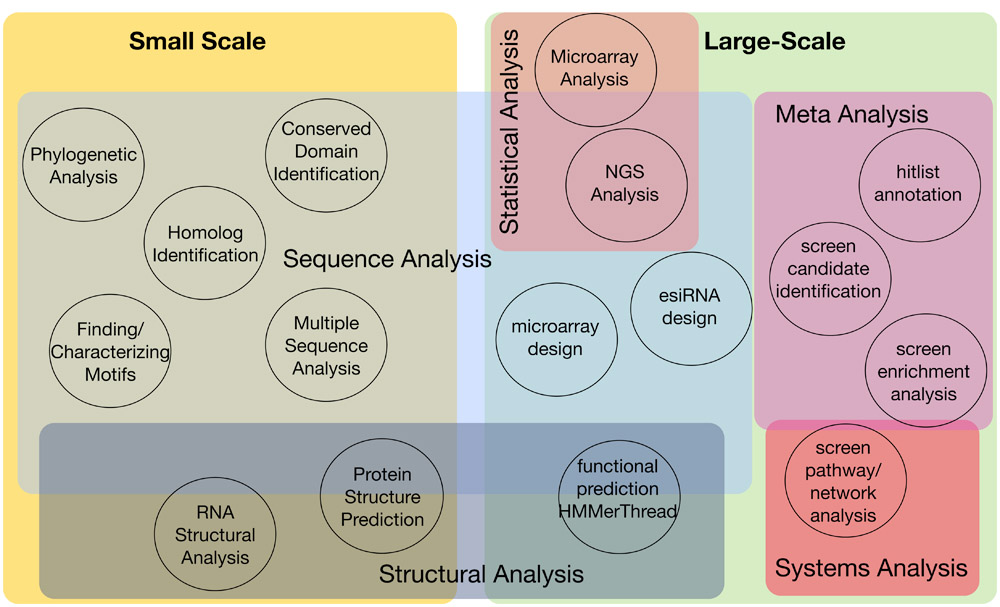 Small Scale
Large-Scale
Statistical Analysis
Microarray
Analysis
NGS
Analysis
Meta Analysis
hitlist
annotation
screen
candidate
identification
screen
enrichment
analysis
Phylogenetic
Analysis
Conserved
Domain
Identification
Homolog
Identification
Sequence Analysis
Finding/
Characterizing
Motifs
Multiple
Sequence
Analysis
microarray
design
esiRNA
design
RNA
Structural
Analysis
Protein
Structure
Prediction
functional
prediction
HMMerThread
Structural Analysis
screen
pathway/
network
analysis
Systems Analysis